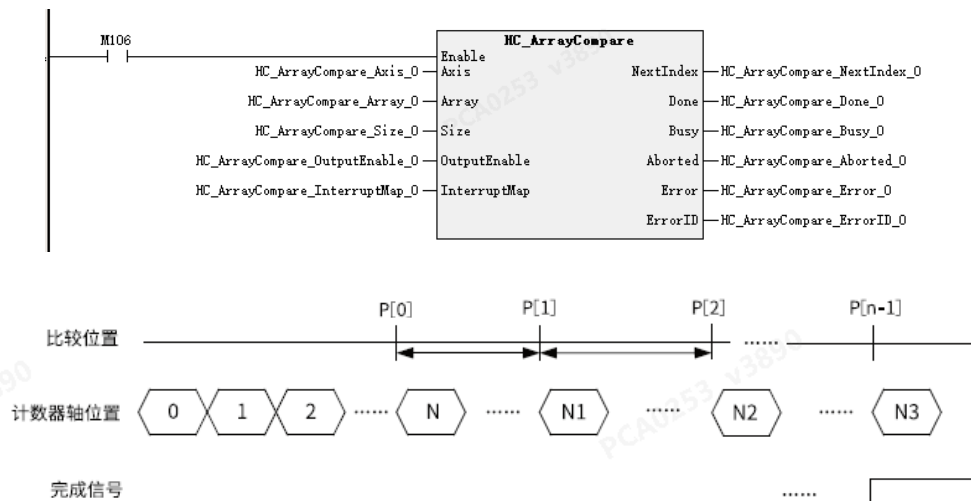 M106
HC_ArrayCompare
Enable
HC_ArrayCompare_Axis_0 Axis NextIndex HC_ArrayCompare_NextIndex_0
HC_ArrayCompare_Array_0 Array Done HC_ArrayCompare_Done_0
HC_ArrayCompare_Size_0 Size Busy HC_ArrayCompare_Busy_0
HC_ArrayCompare_OutputEnable_0 OutputEnable Aborted HC_ArrayCompare_Aborted_0
HC_ArrayCompare_InterruptMap_0 InterruptMap Error HC_ArrayCompare_Error_0
ErrorID HC_ArrayCompare_ErrorID_0
P[0] P[1] P[2] P[n-1]
比较位置 ……
计数器轴位置 0 1 2 …… N …… N1 …… N2 …… N3
完成信号 ……
PCA0253 v3890